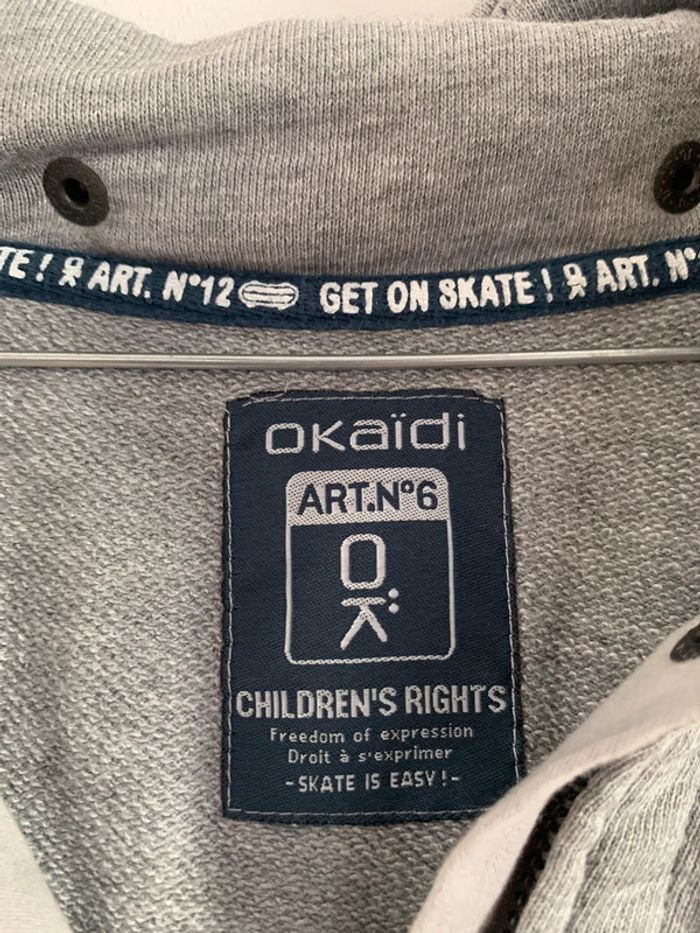 TE ! ART. N°12 GET ON SKATE ! ART. N°
OKAÏDI
ART.N°6
OK
CHILDREN'S RIGHTS
Freedom of expression
Droit à s'exprimer
- SKATE IS EASY ! -